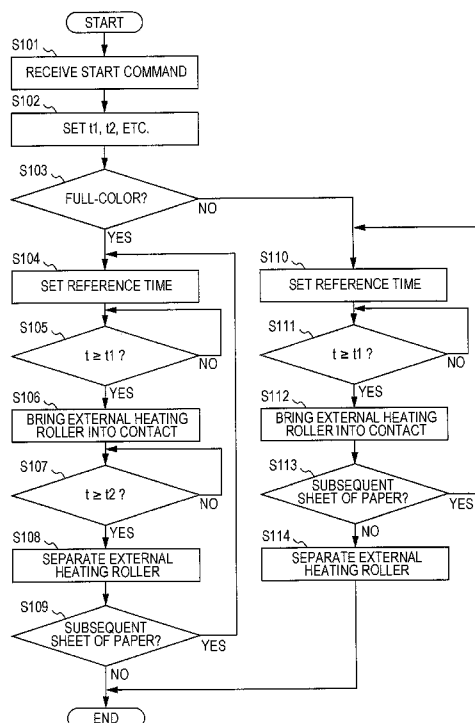 START
S101
RECEIVE START COMMAND
S102
SET t1, t2, ETC.
S103
FULL-COLOR?
NO
YES
S104
SET REFERENCE TIME
S105
t ≥ t1 ?
NO
YES
S106
BRING EXTERNAL HEATING
ROLLER INTO CONTACT
S107
t ≥ t2 ?
NO
YES
S108
SEPARATE EXTERNAL
HEATING ROLLER
S109
SUBSEQUENT
SHEET OF PAPER?
YES
NO
S110
SET REFERENCE TIME
S111
t ≥ t1 ?
NO
YES
S112
BRING EXTERNAL HEATING
ROLLER INTO CONTACT
S113
SUBSEQUENT
SHEET OF PAPER?
YES
NO
S114
SEPARATE EXTERNAL
HEATING ROLLER
END